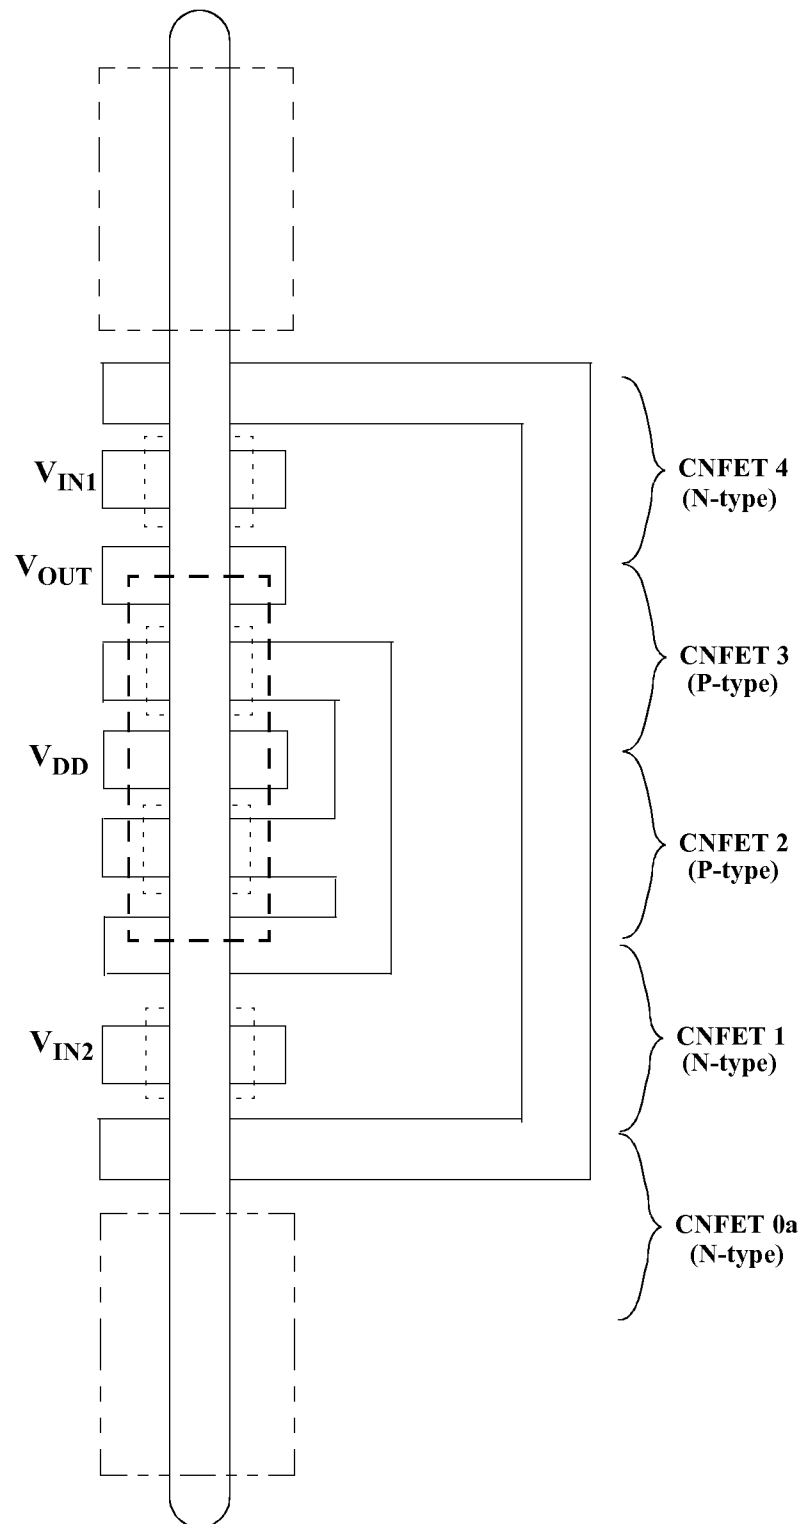 V_IN1
CNFET 4
(N-type)
V_OUT
CNFET 3
(P-type)
V_DD
CNFET 2
(P-type)
V_IN2
CNFET 1
(N-type)
CNFET 0a
(N-type)